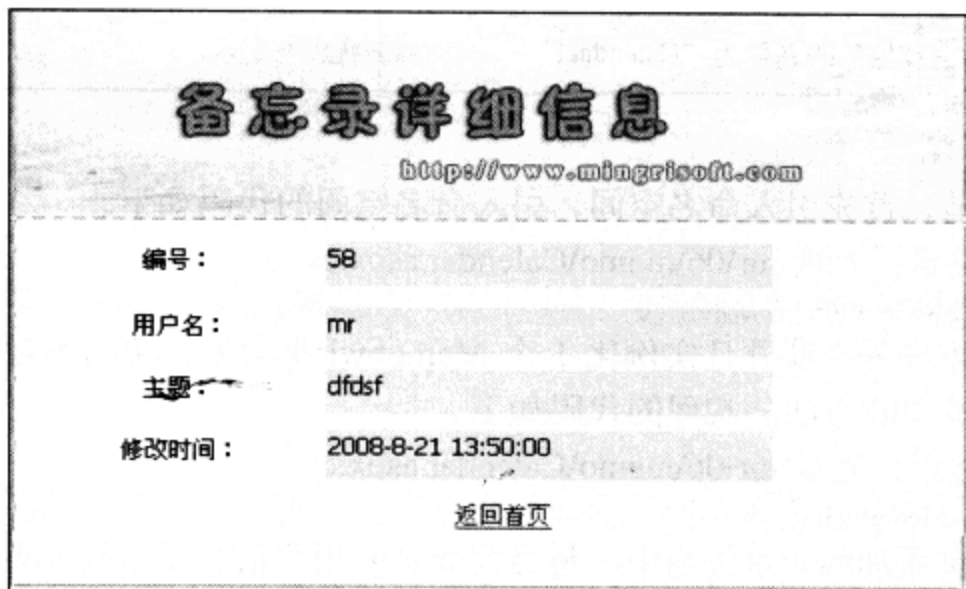 备忘录详细信息
http://www.mingrisoft.com
编号： 58
用户名： mr
主题： dfdsf
修改时间： 2008-8-21 13:50:00
返回首页